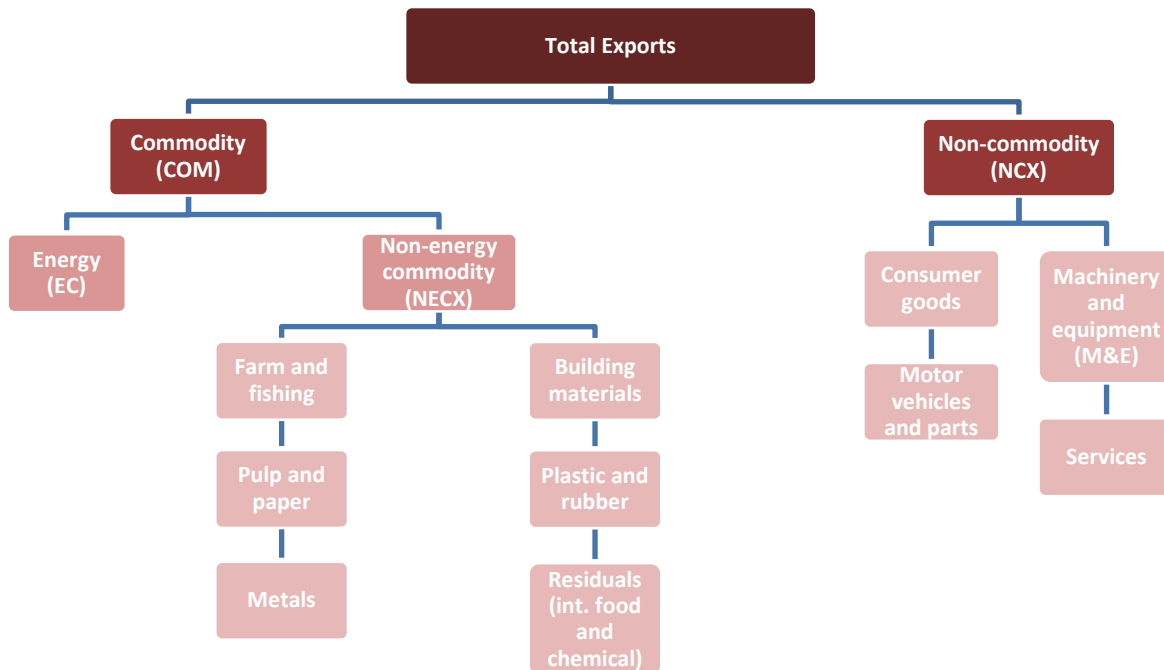 Total Exports
Commodity
(COM)
Non-commodity
(NCX)
Energy
(EC)
Non-energy
commodity
(NECX)
Consumer
goods
Machinery
and
equipment
(M&E)
Farm and
fishing
Building
materials
Motor
vehicles
and parts
Services
Pulp and
paper
Plastic and
rubber
Metals
Residuals
(int. food
and
chemical)